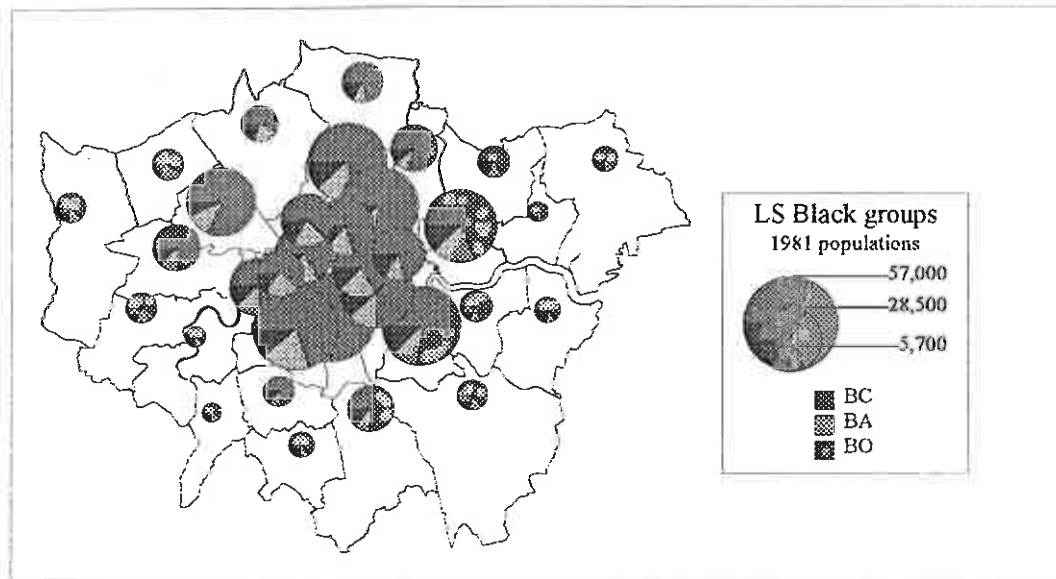 LS Black groups
1981 populations
57,000
28,500
5,700
BC
BA
BO